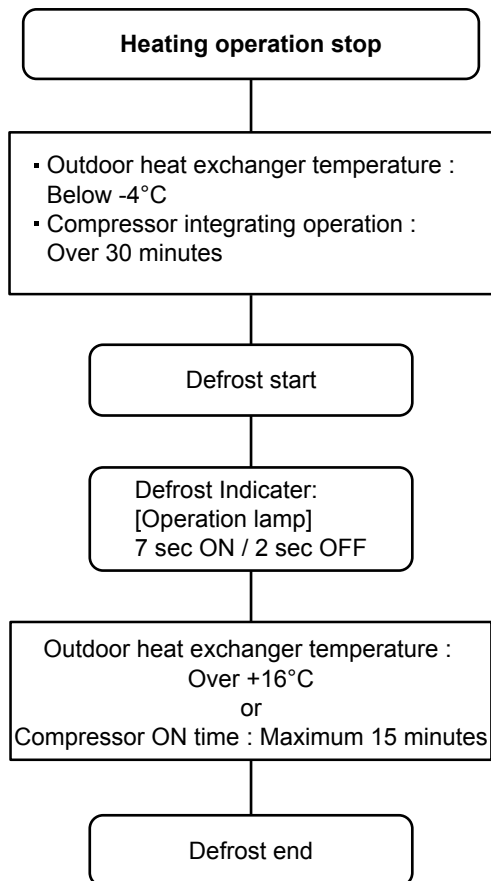 Heating operation stop
▪ Outdoor heat exchanger temperature :
Below -4°C
▪ Compressor integrating operation :
Over 30 minutes
Defrost start
Defrost Indicater:
[Operation lamp]
7 sec ON / 2 sec OFF
Outdoor heat exchanger temperature :
Over +16°C
or
Compressor ON time : Maximum 15 minutes
Defrost end